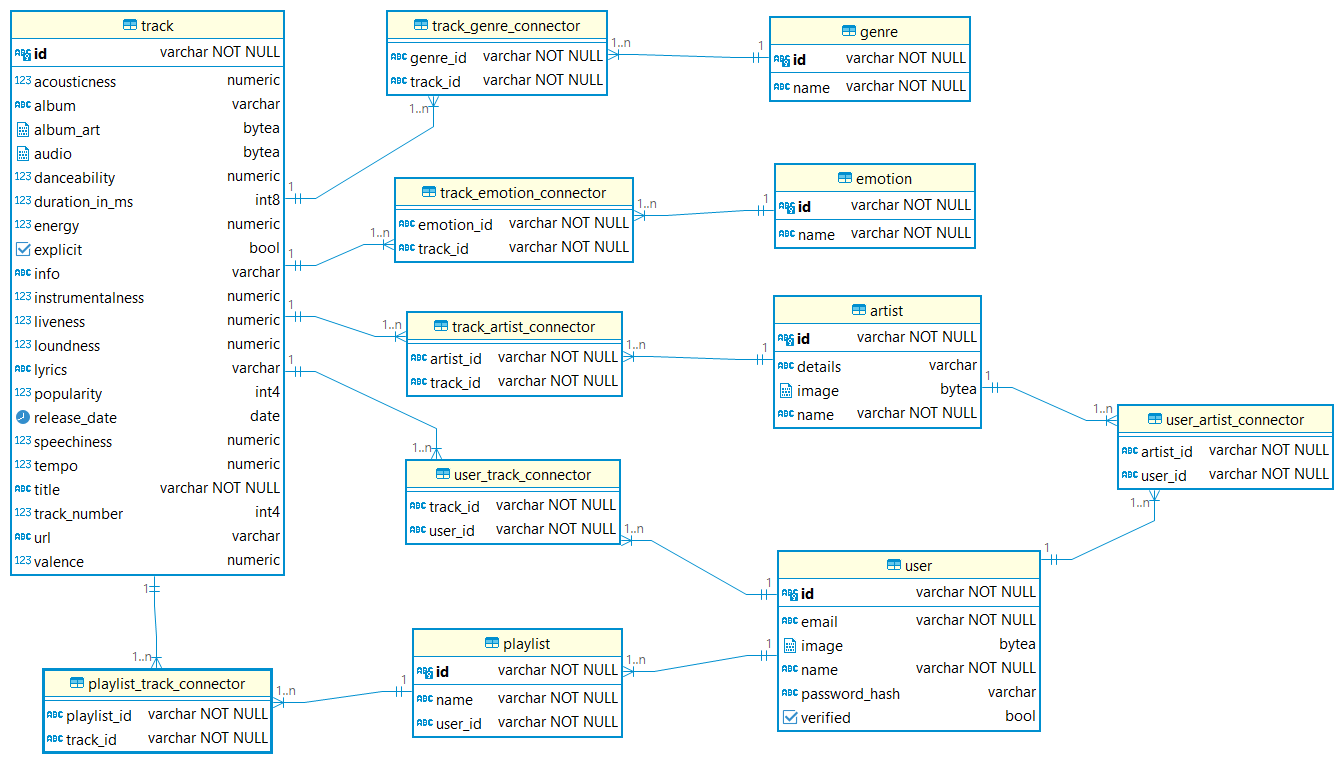 track
id varchar NOT NULL
acousticness numeric
album varchar
album_art bytea
audio bytea
danceability numeric
duration_in_ms int8
energy numeric
explicit bool
info varchar
instrumentalness numeric
liveness numeric
loundness numeric
lyrics varchar
popularity int4
release_date date
speechiness numeric
tempo numeric
title varchar NOT NULL
track_number int4
url varchar
valence numeric
track_genre_connector
genre_id varchar NOT NULL
track_id varchar NOT NULL
1..n
1
1..n
1
genre
id varchar NOT NULL
name varchar NOT NULL
track_emotion_connector
emotion_id varchar NOT NULL
track_id varchar NOT NULL
1..n
1
1..n
1
emotion
id varchar NOT NULL
name varchar NOT NULL
track_artist_connector
artist_id varchar NOT NULL
track_id varchar NOT NULL
1..n
1
1..n
1
artist
id varchar NOT NULL
details varchar
image bytea
name varchar NOT NULL
1
1..n
user_artist_connector
artist_id varchar NOT NULL
user_id varchar NOT NULL
1..n
1
user_track_connector
track_id varchar NOT NULL
user_id varchar NOT NULL
1
1..n
1..n
1
user
id varchar NOT NULL
email varchar NOT NULL
image bytea
name varchar NOT NULL
password_hash varchar
verified bool
playlist
id varchar NOT NULL
name varchar NOT NULL
user_id varchar NOT NULL
1..n
1
1
1..n
playlist_track_connector
playlist_id varchar NOT NULL
track_id varchar NOT NULL
1..n
1